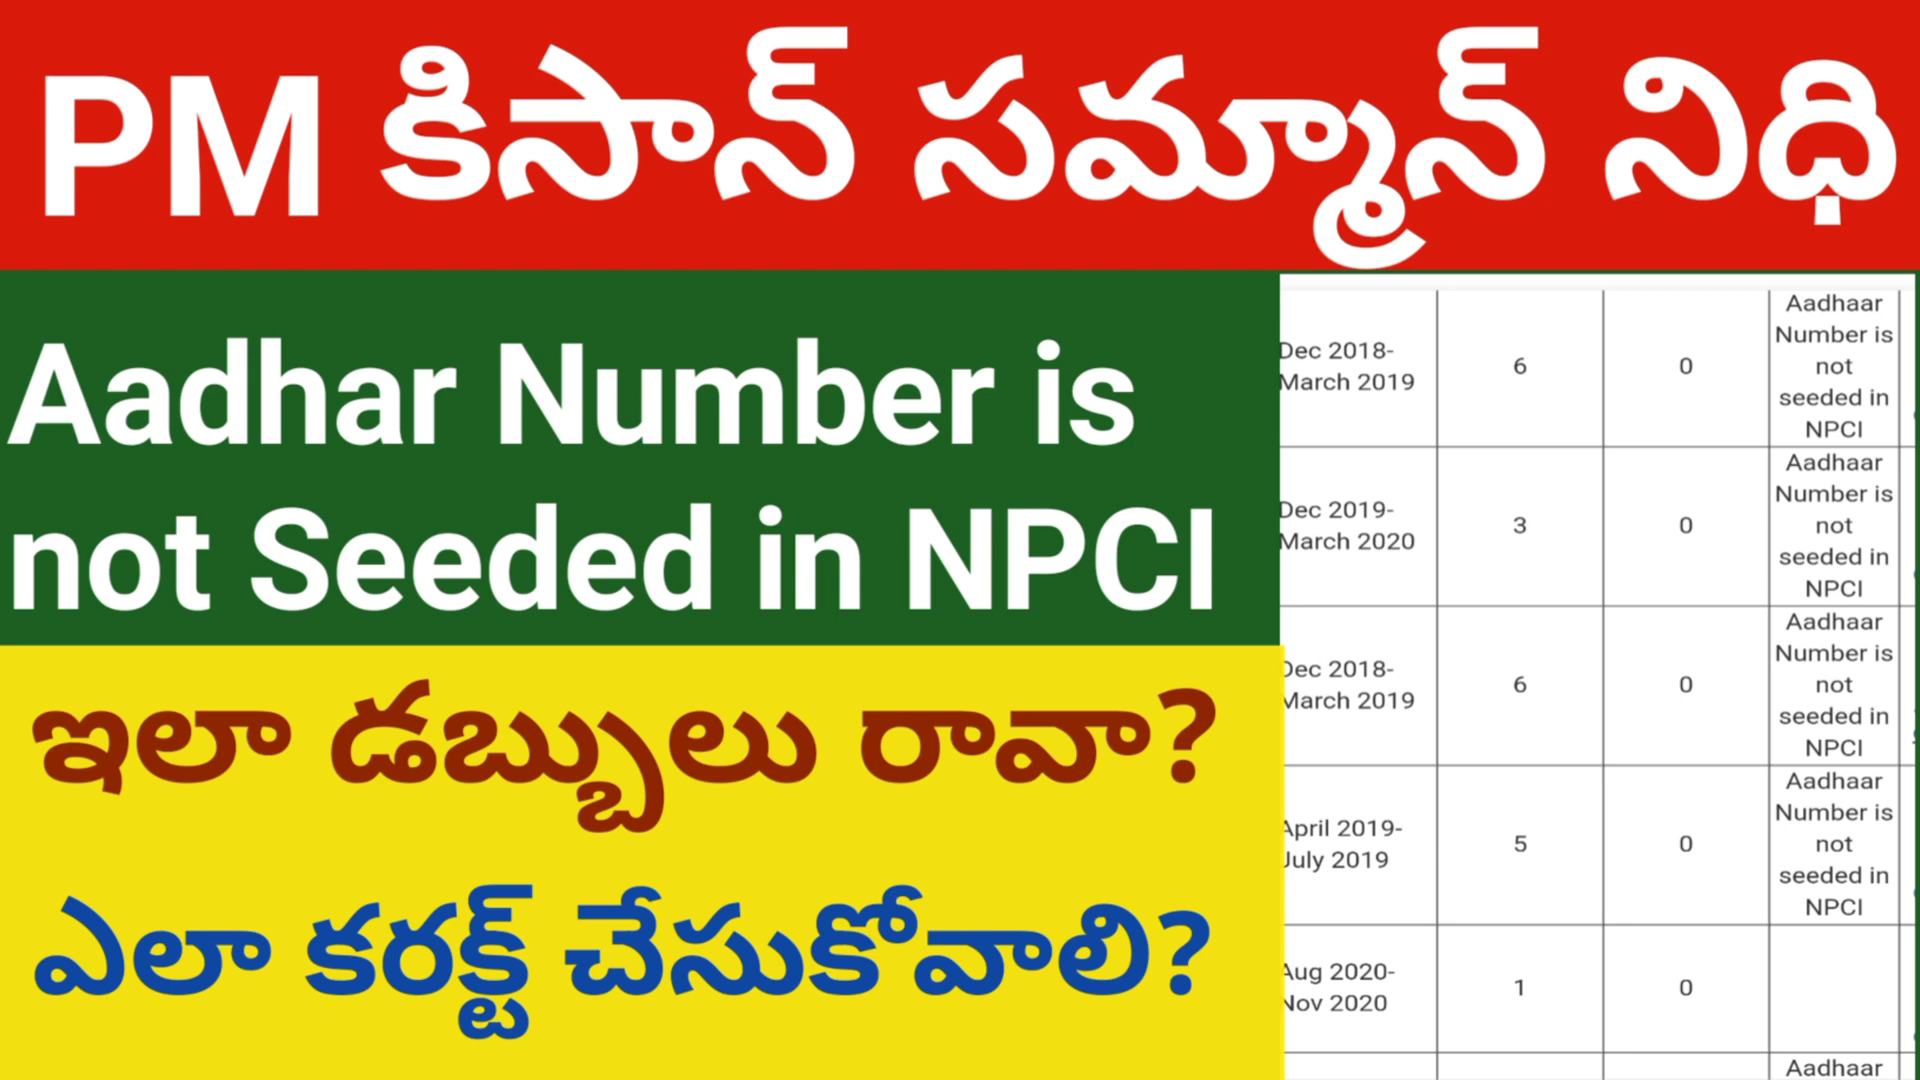 PM కిసాన్ సమ్మాన్ నిధి
Aadhar Number is
not Seeded in NPCI
ఇలా డబ్బులు రావా?
ఎలా కరక్ట్ చేసుకోవాలి?
Dec 2018-
March 2019
6
0
Aadhaar
Number is
not
seeded in
NPCI
Dec 2019-
March 2020
3
0
Aadhaar
Number is
not
seeded in
NPCI
Dec 2018-
March 2019
6
0
Aadhaar
Number is
not
seeded in
NPCI
April 2019-
July 2019
5
0
Aadhaar
Number is
not
seeded in
NPCI
Aug 2020-
Nov 2020
1
0
Aadhaar